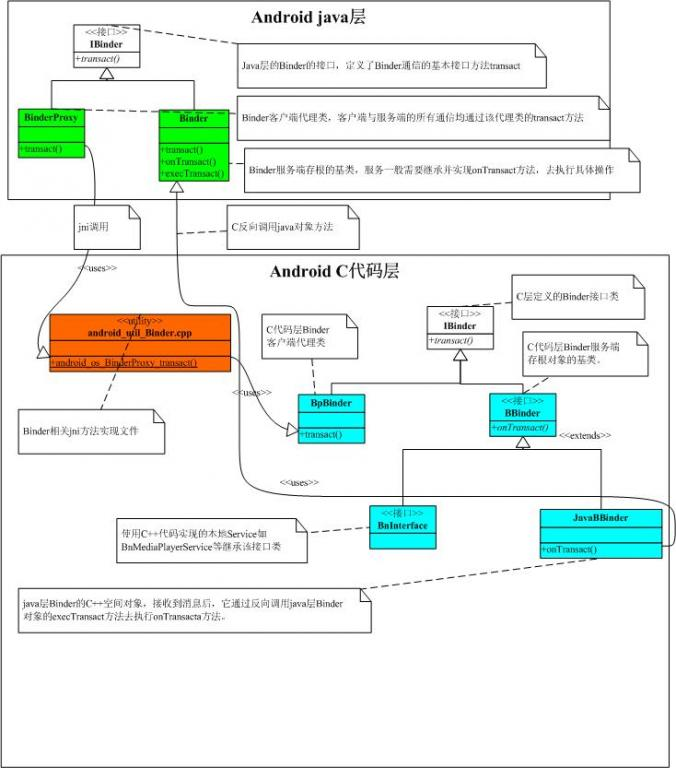 Android java层
<<接口>>
IBinder
+transact()
Java层的Binder的接口，定义了Binder通信的基本接口方法transact
BinderProxy
+transact()
Binder
+transact()
+onTransact()
+execTransact()
Binder客户端代理类，客户端与服务端的所有通信均通过该代理类的transact方法
Binder服务端存根的基类，服务一般需要继承并实现onTransact方法，去执行具体操作
jni调用
C反向调用java对象方法
<<uses>>
Android C代码层
C层定义的Binder接口类
<<接口>>
IBinder
+transact()
<<utility>>
android_util_Binder.cpp
+android_os_BinderProxy_transact()
C代码层Binder
客户端代理类
C代码层Binder服务端
存根对象的基类。
<<uses>>
BpBinder
+transact()
<<接口>>
BBinder
+onTransact()
Binder相关jni方法实现文件
<<extends>>
<<uses>>
使用C++代码实现的本地Service如
BnMediaPlayerService等继承该接口类
<<接口>>
BnInterface
JavaBBinder
+onTransact()
java层Binder的C++空间对象，接收到消息后，它通过反向调用java层Binder
对象的execTransact方法去执行onTransacta方法。